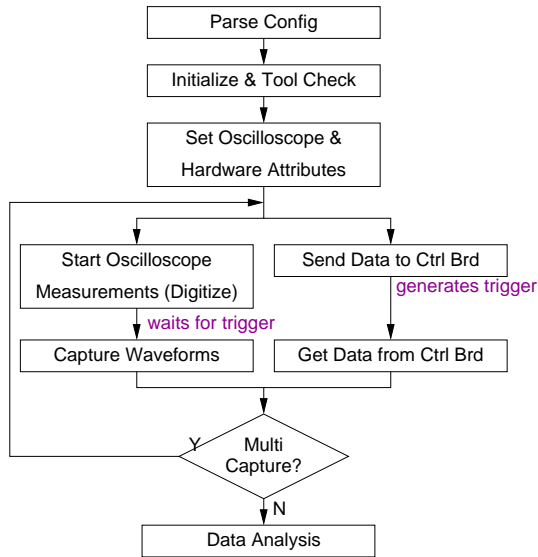 Parse Config
Initialize & Tool Check
Set Oscilloscope &
Hardware Attributes
Start Oscilloscope
Measurements (Digitize)
Send Data to Ctrl Brd
generates trigger
waits for trigger
Capture Waveforms
Get Data from Ctrl Brd
Y
Multi
Capture?
N
Data Analysis